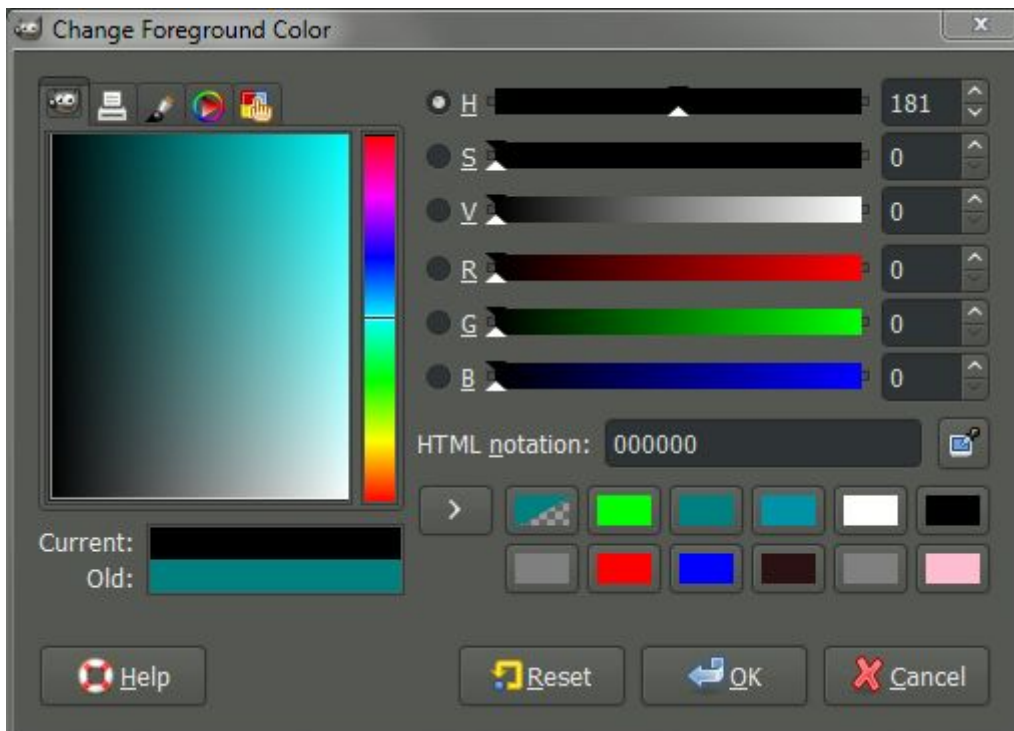 Change Foreground Color
x
H 181
S 0
V 0
R 0
G 0
B 0
HTML notation: 000000
>
Current:
Old:
Help Reset OK Cancel